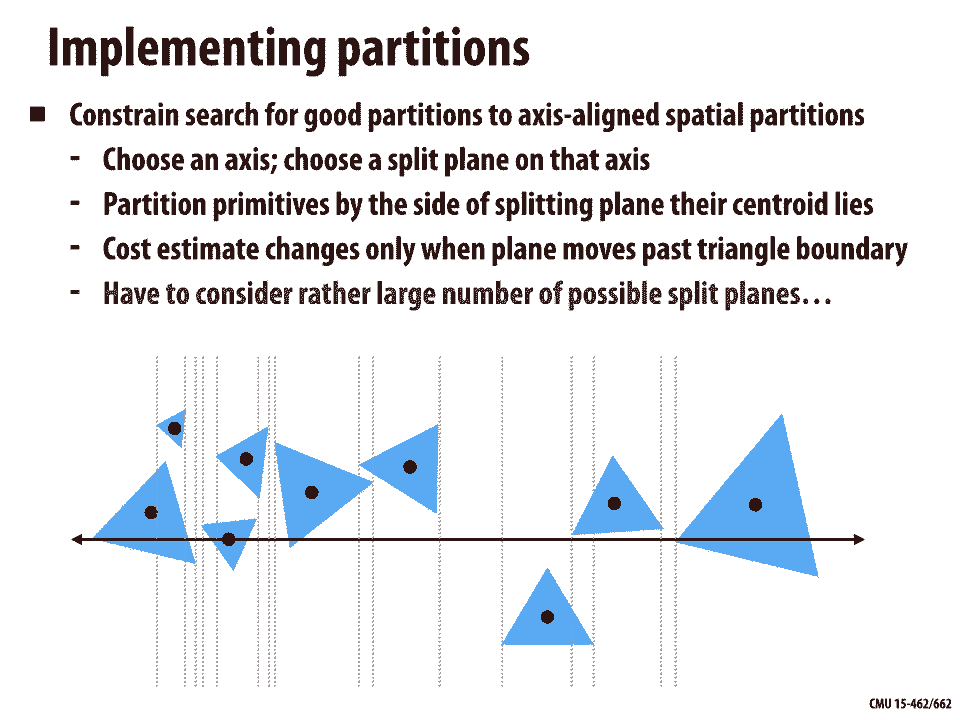 Implementing partitions
■ Constrain search for good partitions to axis-aligned spatial partitions
- Choose an axis; choose a split plane on that axis
- Partition primitives by the side of splitting plane their centroid lies
- Cost estimate changes only when plane moves past triangle boundary
- Have to consider rather large number of possible split planes…
CMU 15-462/662